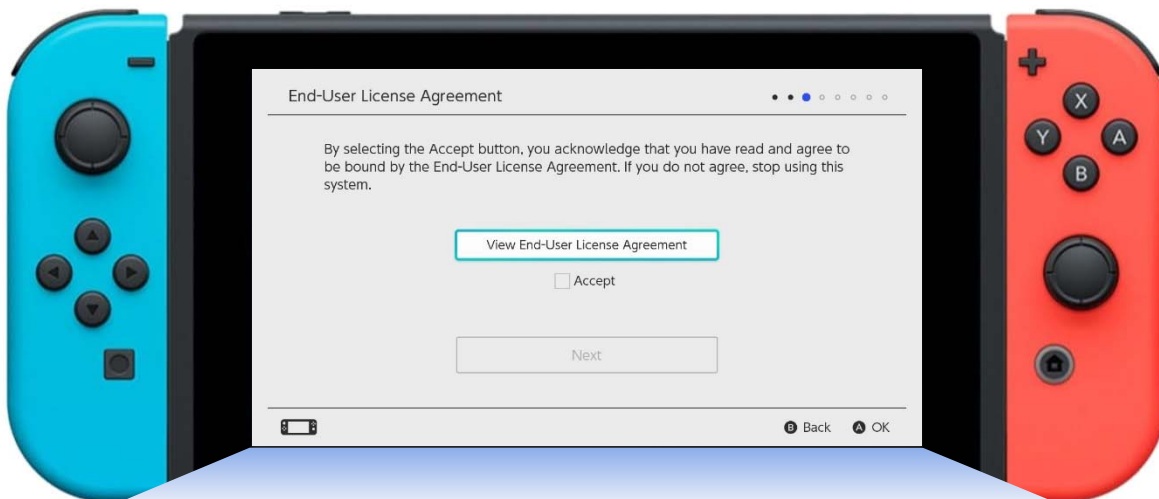 End-User License Agreement
By selecting the Accept button, you acknowledge that you have read and agree to
be bound by the End-User License Agreement. If you do not agree, stop using this
system.
View End-User License Agreement
Accept
Next
B Back A OK
X
Y A
B